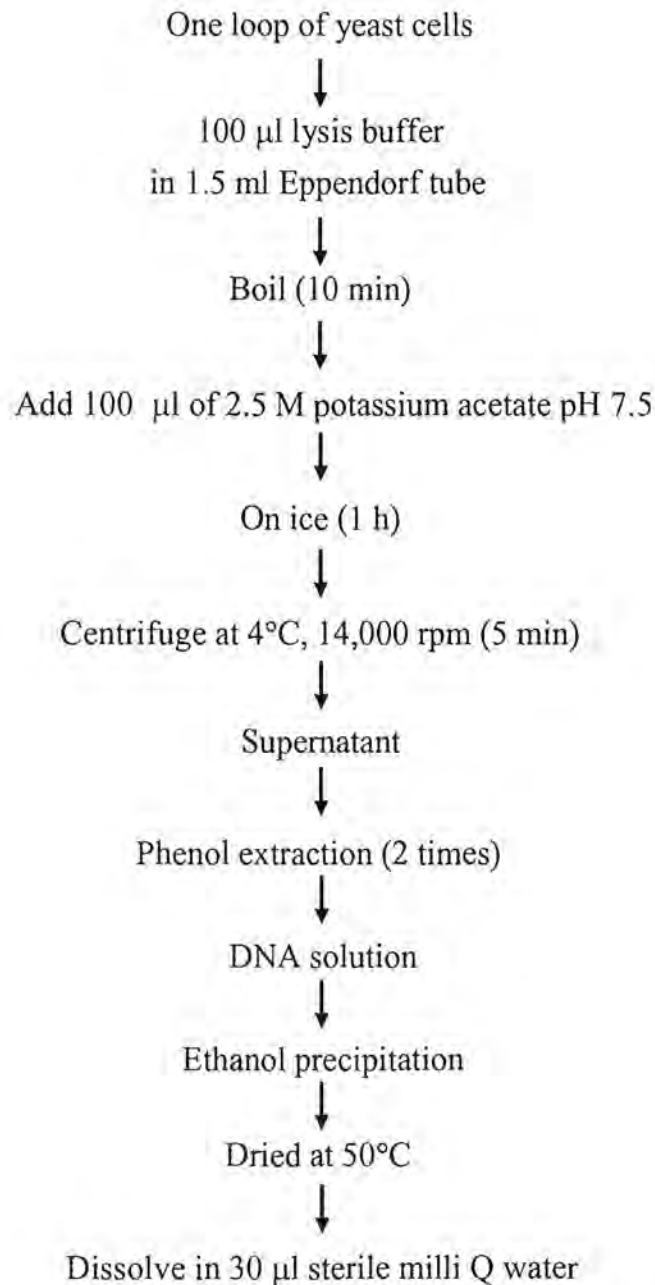 One loop of yeast cells
100 µl lysis buffer
in 1.5 ml Eppendorf tube
Boil (10 min)
Add 100 µl of 2.5 M potassium acetate pH 7.5
On ice (1 h)
Centrifuge at 4°C, 14,000 rpm (5 min)
Supernatant
Phenol extraction (2 times)
DNA solution
Ethanol precipitation
Dried at 50°C
Dissolve in 30 µl sterile milli Q water